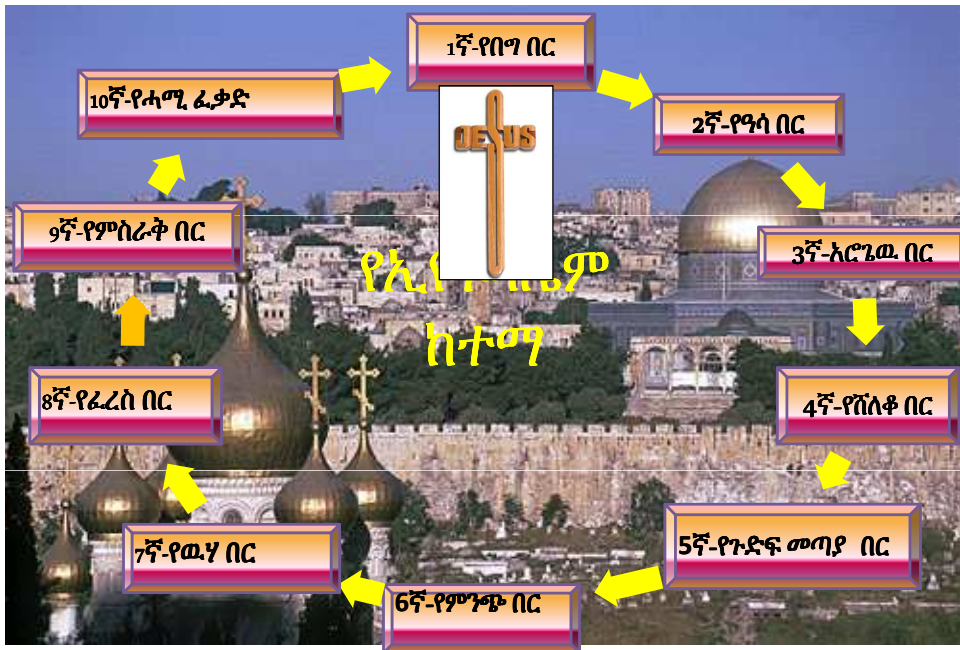 1ኛ-የበግ በር
2ኛ-የዓሳ በር
3ኛ-አሮጌዉ በር
4ኛ-የሸለቆ በር
5ኛ-የጉድፍ መጣያ በር
6ኛ-የምንጭ በር
7ኛ-የዉሃ በር
8ኛ-የፈረስ በር
9ኛ-የምስራቅ በር
10ኛ-የሓሚ ፈቃድ
JESUS
ከተማ